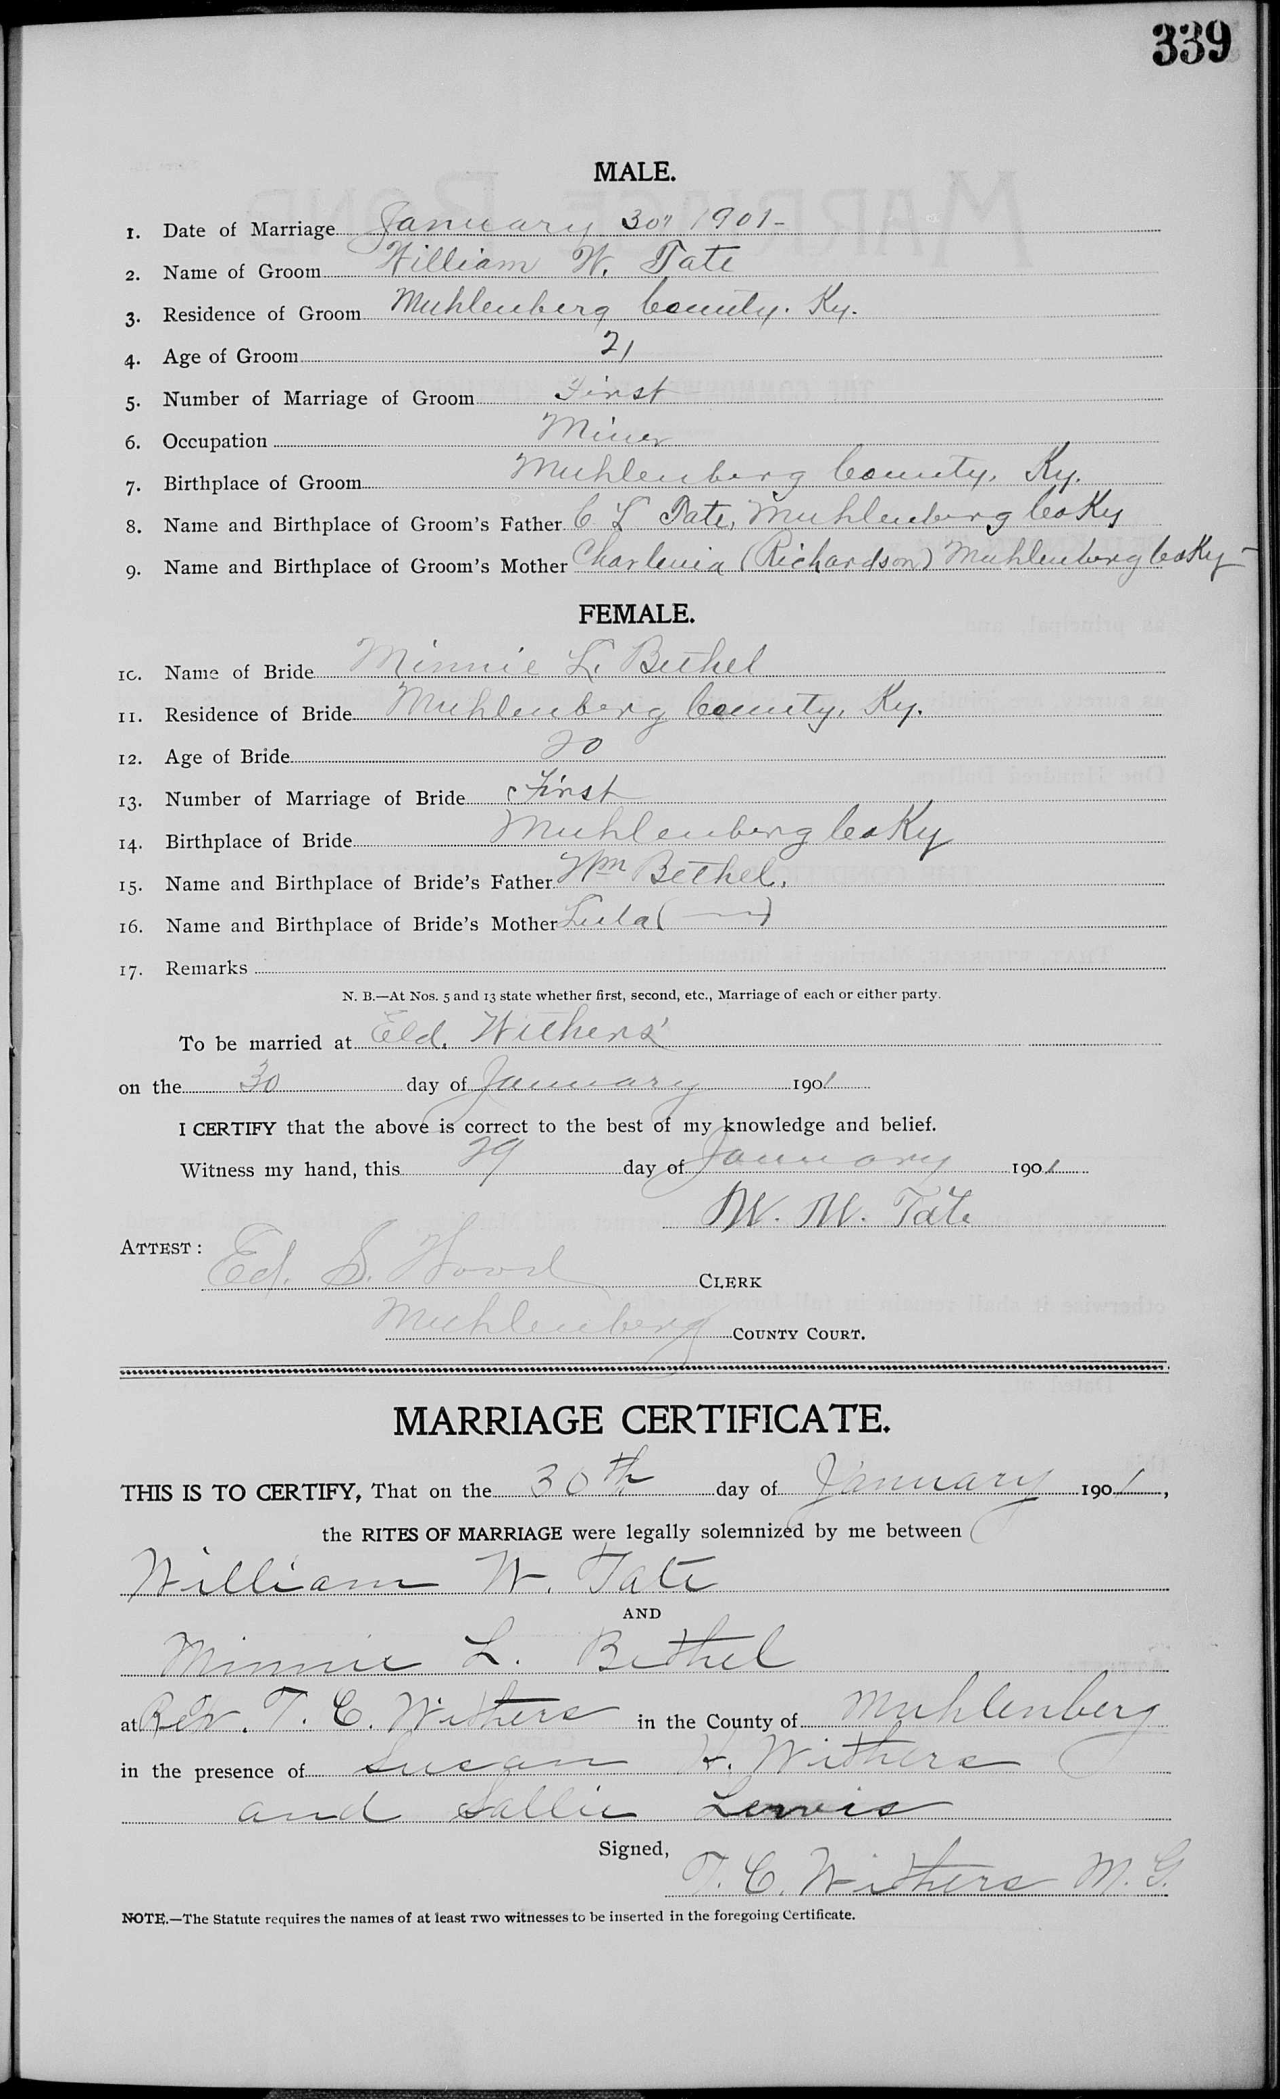 339
MALE.
1. Date of Marriage January 30" 1901-
2. Name of Groom William W. Tate
3. Residence of Groom Muhlenberg County. Ky.
4. Age of Groom 21
5. Number of Marriage of Groom First
6. Occupation Miner
7. Birthplace of Groom Muhlenberg County, Ky.
8. Name and Birthplace of Groom's Father C L Tate, Muhlenberg Co Ky
9. Name and Birthplace of Groom's Mother Charlenia (Richardson) Muhlenberg Co Ky-
FEMALE.
10. Name of Bride Minnie L. Bethel
11. Residence of Bride Muhlenberg County, Ky.
12. Age of Bride 20
13. Number of Marriage of Bride First
14. Birthplace of Bride Muhlenberg Co Ky
15. Name and Birthplace of Bride's Father Wm Bethel.
16. Name and Birthplace of Bride's Mother Lula ( — )
17. Remarks
N. B.—At Nos. 5 and 13 state whether first, second, etc., Marriage of each or either party.
To be married at Eld. Withers'
on the 30 day of January 1901
I CERTIFY that the above is correct to the best of my knowledge and belief.
Witness my hand, this 29 day of January 1901
W. W. Tate
ATTEST:
Ed. S. Wood CLERK
Muhlenberg COUNTY COURT.
MARRIAGE CERTIFICATE.
THIS IS TO CERTIFY, That on the 30th day of January 1901,
the RITES OF MARRIAGE were legally solemnized by me between
William W. Tate
AND
Minnie L. Bethel
at Rev. T. C. Withers in the County of Muhlenberg
in the presence of Susan H. Withers
and Sallie Lewis
Signed,
T. C. Withers M. G.
NOTE.—The Statute requires the names of at least TWO witnesses to be inserted in the foregoing Certificate.